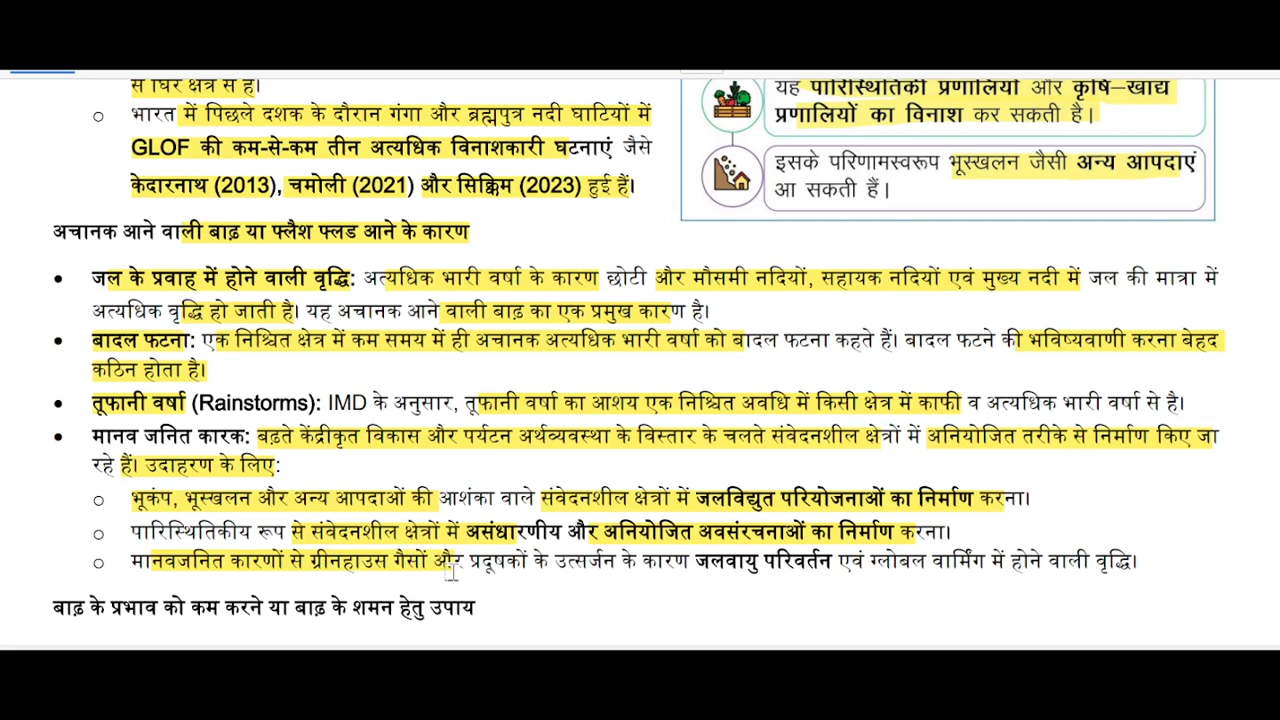 से घिरे क्षेत्र से है।
भारत में पिछले दशक के दौरान गंगा और ब्रह्मपुत्र नदी घाटियों में
GLOF की कम-से-कम तीन अत्यधिक विनाशकारी घटनाएं जैसे
केदारनाथ (2013), चमोली (2021) और सिक्किम (2023) हुई हैं।
यह पारिस्थितिकी प्रणालियों और कृषि–खाद्य
प्रणालियों का विनाश कर सकती है।
इसके परिणामस्वरूप भूस्खलन जैसी अन्य आपदाएं
आ सकती हैं।
अचानक आने वाली बाढ़ या फ्लैश फ्लड आने के कारण
जल के प्रवाह में होने वाली वृद्धि: अत्यधिक भारी वर्षा के कारण छोटी और मौसमी नदियों, सहायक नदियों एवं मुख्य नदी में जल की मात्रा में
अत्यधिक वृद्धि हो जाती है। यह अचानक आने वाली बाढ़ का एक प्रमुख कारण है।
बादल फटना: एक निश्चित क्षेत्र में कम समय में ही अचानक अत्यधिक भारी वर्षा को बादल फटना कहते हैं। बादल फटने की भविष्यवाणी करना बेहद
कठिन होता है।
तूफानी वर्षा (Rainstorms): IMD के अनुसार, तूफानी वर्षा का आशय एक निश्चित अवधि में किसी क्षेत्र में काफी व अत्यधिक भारी वर्षा से है।
मानव जनित कारक: बढ़ते केंद्रीकृत विकास और पर्यटन अर्थव्यवस्था के विस्तार के चलते संवेदनशील क्षेत्रों में अनियोजित तरीके से निर्माण किए जा
रहे हैं। उदाहरण के लिए:
भूकंप, भूस्खलन और अन्य आपदाओं की आशंका वाले संवेदनशील क्षेत्रों में जलविद्युत परियोजनाओं का निर्माण करना।
पारिस्थितिकीय रूप से संवेदनशील क्षेत्रों में असंधारणीय और अनियोजित अवसंरचनाओं का निर्माण करना।
मानवजनित कारणों से ग्रीनहाउस गैसों और प्रदूषकों के उत्सर्जन के कारण जलवायु परिवर्तन एवं ग्लोबल वार्मिंग में होने वाली वृद्धि।
बाढ़ के प्रभाव को कम करने या बाढ़ के शमन हेतु उपाय